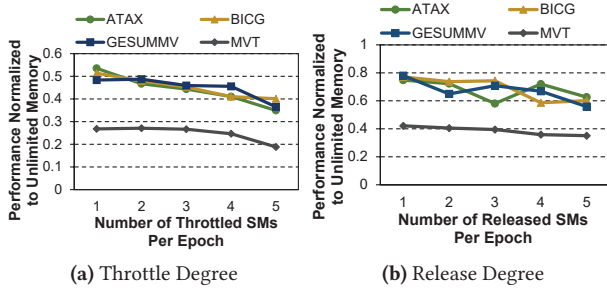 ATAX BICG
GESUMMV MVT
Performance Normalized
to Unlimited Memory
0.6
0.5
0.4
0.3
0.2
0.1
0
1 2 3 4 5
Number of Throttled SMs
Per Epoch
(a)
(a) Throttle Degree
ATAX BICG
GESUMMV MVT
Performance Normalized
to Unlimited Memory
1
0.8
0.6
0.4
0.2
0
1 2 3 4 5
Number of Released SMs
Per Epoch
(b)
(b) Release Degree